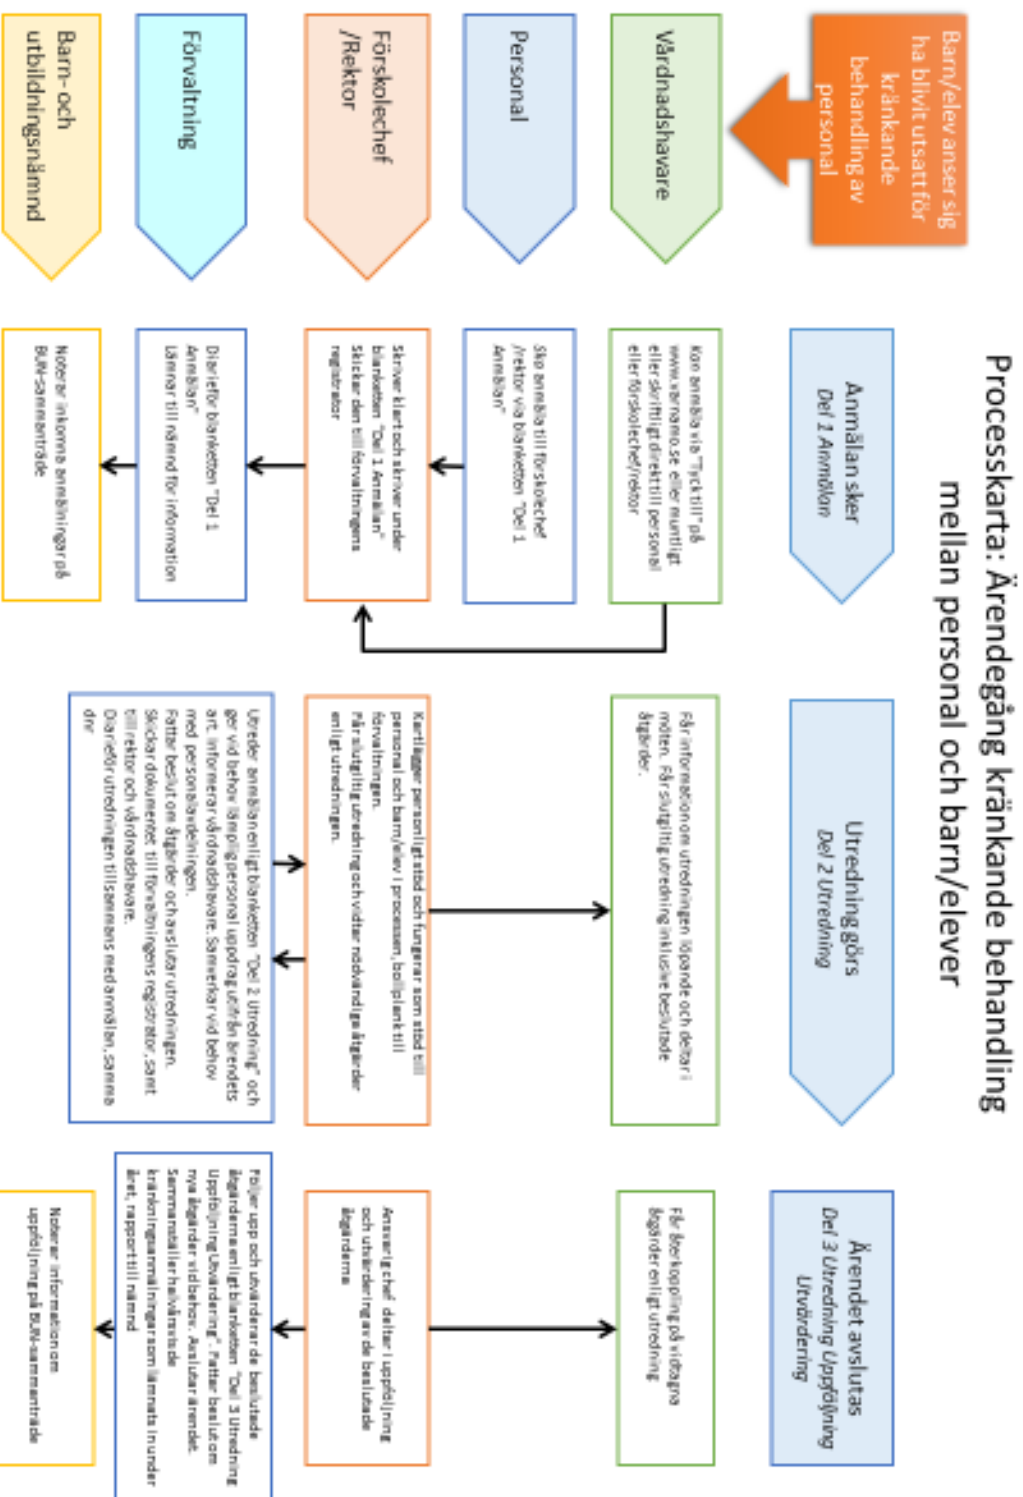 Processkarta: Ärendegång kränkande behandling
mellan personal och barn/elever
Barn/elev anser sig
ha blivit utsatt för
kränkande
behandling av
personal
Anmälan sker
Del 1 Anmälan
Utredning görs
Del 2 Utredning
Ärendet avslutas
Del 3 Utredning Uppföljning
Utvärdering
Vårdnadshavare
Kan anmäla via "Tyck till" på
www.varnamo.se eller muntligt
eller skriftligt direkt till personal
eller förskolechef/rektor
Får information om utredningen löpande och deltar i
möten. Får slutgiltig utredning inklusive beslutade
åtgärder.
Får återkoppling på vidtagna
åtgärder enligt utredning
Personal
Ska anmäla till förskolechef
/rektor via blanketten "Del 1
Anmälan"
Förskolechef
/Rektor
Skriver klart och skriver under
blanketten "Del 1 Anmälan"
Skickar den till förvaltningens
registrator
Kartlägger personligt stöd och fungerar som stöd till
personal och barn/elev i processen, bollplank till
förvaltningen.
Får slutgiltig utredning och vidtar nödvändiga åtgärder
enligt utredningen.
Ansvarig chef deltar i uppföljning
och utvärdering av de beslutade
åtgärderna
Förvaltning
Diarieför blanketten "Del 1
Anmälan"
Lämnar till nämnd för information
Utreder anmälan enligt blanketten "Del 2 Utredning" och
ger vid behov lämplig personal uppdrag utifrån ärendets
art. Informerar vårdnadshavare. Samverkar vid behov
med personalavdelningen.
Fattar beslut om åtgärder och avslutar utredningen.
Skickar dokumentet till förvaltningens registrator, samt
till rektor och vårdnadshavare.
Diarieför utredningen tillsammans med anmälan, samma
dnr
Följer upp och utvärderar de beslutade
åtgärderna enligt blanketten "Del 3 Utredning
Uppföljning Utvärdering". Fattar beslut om
nya åtgärder vid behov. Avslutar ärendet.
Sammanställer halvårsvis de
kränkningsanmälningar som lämnats in under
året, rapport till nämnd
Barn- och
utbildningsnämnd
Noterar inkomna anmälningar på
BUN-sammanträde
Noterar information om
uppföljning på BUN-sammanträde